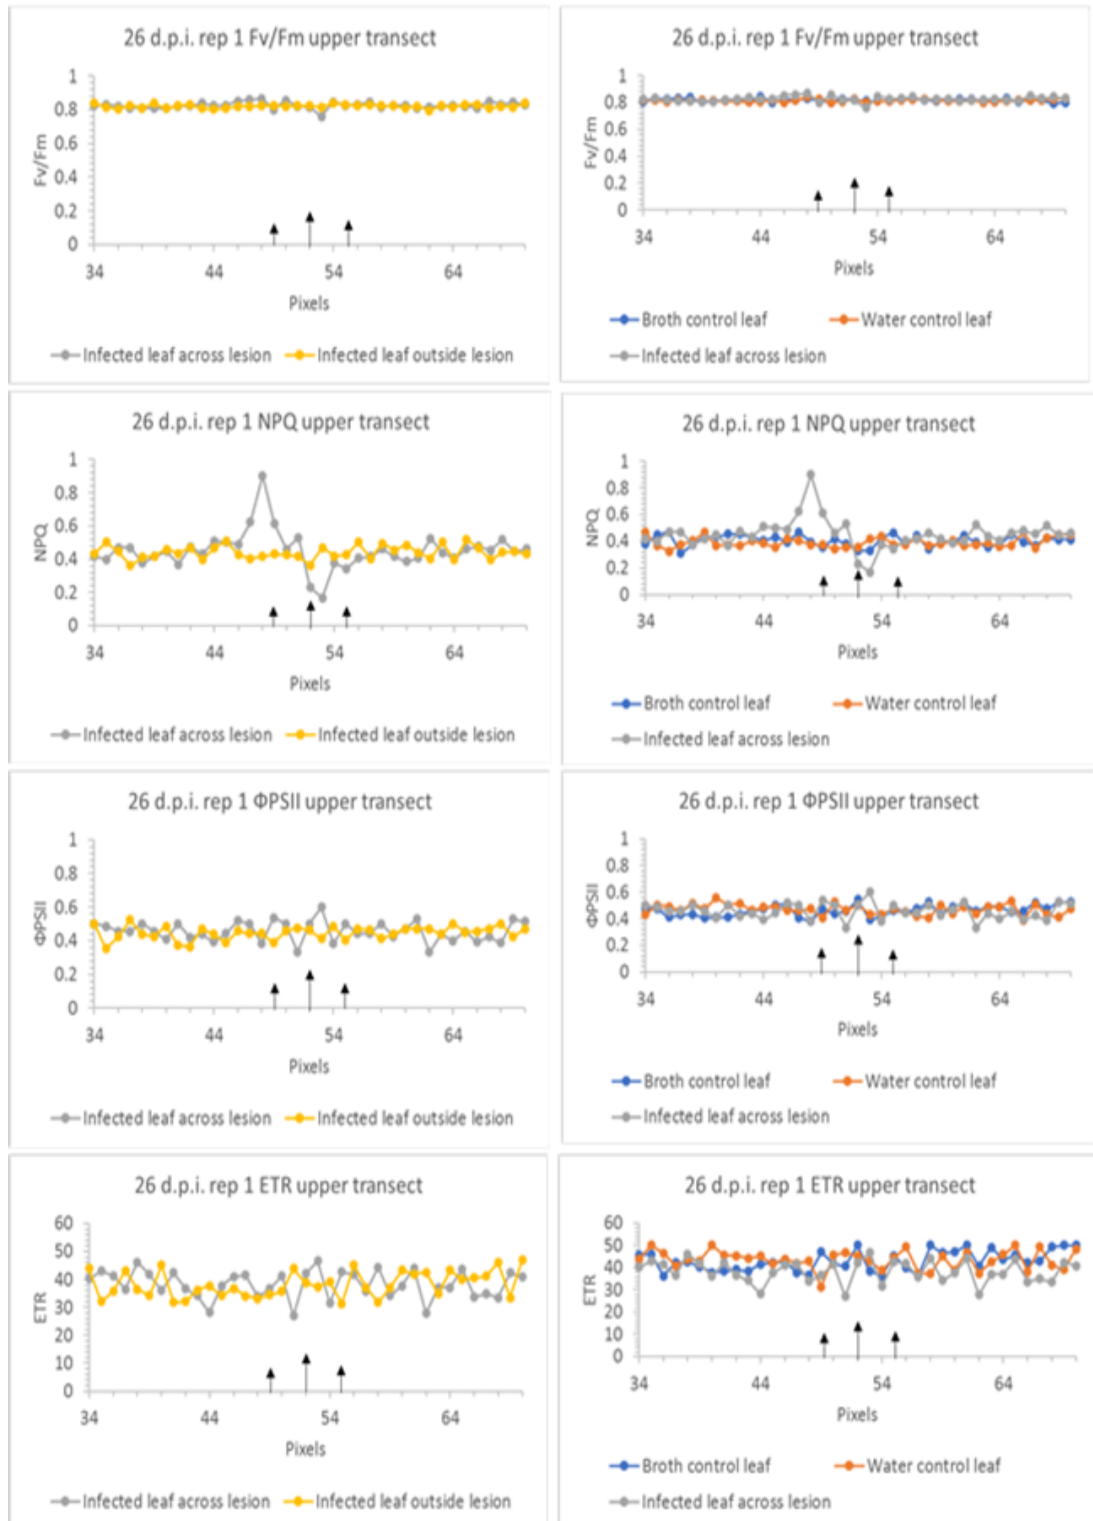 26 d.p.i. rep 1 Fv/Fm upper transect
1
0.8
0.6
0.4
0.2
0
Fv/Fm
34 44 54 64
Pixels
Infected leaf across lesion Infected leaf outside lesion
26 d.p.i. rep 1 Fv/Fm upper transect
1
0.8
0.6
0.4
0.2
0
Fv/Fm
34 44 54 64
Pixels
Broth control leaf Water control leaf
Infected leaf across lesion
26 d.p.i. rep 1 NPQ upper transect
1
0.8
0.6
0.4
0.2
0
NPQ
34 44 54 64
Pixels
Infected leaf across lesion Infected leaf outside lesion
26 d.p.i. rep 1 NPQ upper transect
1
0.8
0.6
0.4
0.2
0
NPQ
34 44 54 64
Pixels
Broth control leaf Water control leaf
Infected leaf across lesion
26 d.p.i. rep 1 ΦPSII upper transect
1
0.8
0.6
0.4
0.2
0
ΦPSII
34 44 54 64
Pixels
Infected leaf across lesion Infected leaf outside lesion
26 d.p.i. rep 1 ΦPSII upper transect
1
0.8
0.6
0.4
0.2
0
ΦPSII
34 44 54 64
Pixels
Broth control leaf Water control leaf
Infected leaf across lesion
26 d.p.i. rep 1 ETR upper transect
60
50
40
30
20
10
0
ETR
34 44 54 64
Pixels
Infected leaf across lesion Infected leaf outside lesion
26 d.p.i. rep 1 ETR upper transect
60
50
40
30
20
10
0
ETR
34 44 54 64
Pixels
Broth control leaf Water control leaf
Infected leaf across lesion